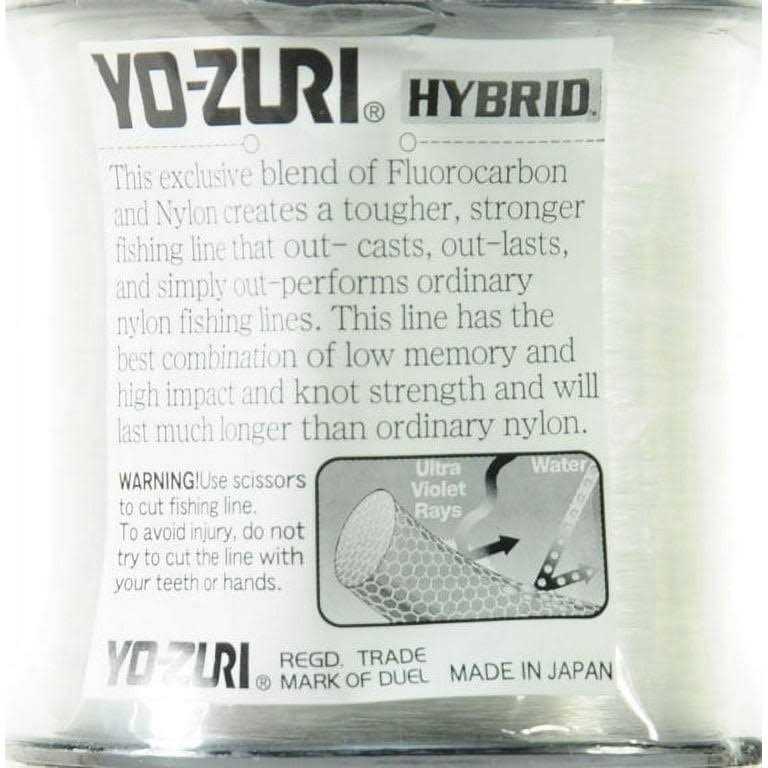 YO-ZURI® HYBRID™
This exclusive blend of Fluorocarbon
and Nylon creates a tougher, stronger
fishing line that out- casts, out-lasts,
and simply out-performs ordinary
nylon fishing lines. This line has the
best combination of low memory and
high impact and knot strength and will
last much longer than ordinary nylon.
WARNING!Use scissors
to cut fishing line.
To avoid injury, do not
try to cut the line with
your teeth or hands.
Ultra
Violet
Rays
Water
YO-ZURI® REGD. TRADE
MARK OF DUEL MADE IN JAPAN